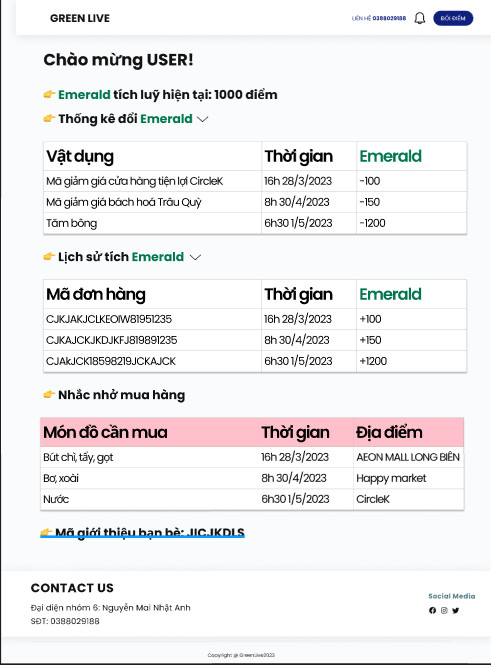 GREEN LIVE LIÊN HỆ 0388029188 ĐỔI ĐIỂM
Chào mừng USER!
👉 Emerald tích luỹ hiện tại: 1000 điểm
👉 Thống kê đổi Emerald
Vật dụng Thời gian Emerald
Mã giảm giá cửa hàng tiện lợi CircleK 16h 28/3/2023 -100
Mã giảm giá bách hoá Trâu Quỳ 8h 30/4/2023 -150
Tăm bông 6h30 1/5/2023 -1200
👉 Lịch sử tích Emerald
Mã đơn hàng Thời gian Emerald
CJKJAKJCLKEOIW81951235 16h 28/3/2023 +100
CJKAJCKJKDJKFJ819891235 8h 30/4/2023 +150
CJAkJCK18598219JCKAJCK 6h30 1/5/2023 +1200
👉 Nhắc nhở mua hàng
Món đồ cần mua Thời gian Địa điểm
Bút chì, tẩy, gọt 16h 28/3/2023 AEON MALL LONG BIÊN
Bơ, xoài 8h 30/4/2023 Happy market
Nước 6h30 1/5/2023 CircleK
👉 Mã giới thiệu bạn bè: JICJKDLS
CONTACT US
Đại diện nhóm 6: Nguyễn Mai Nhật Anh
SĐT: 0388029188
Social Media
Copyright @ GreenLive2023